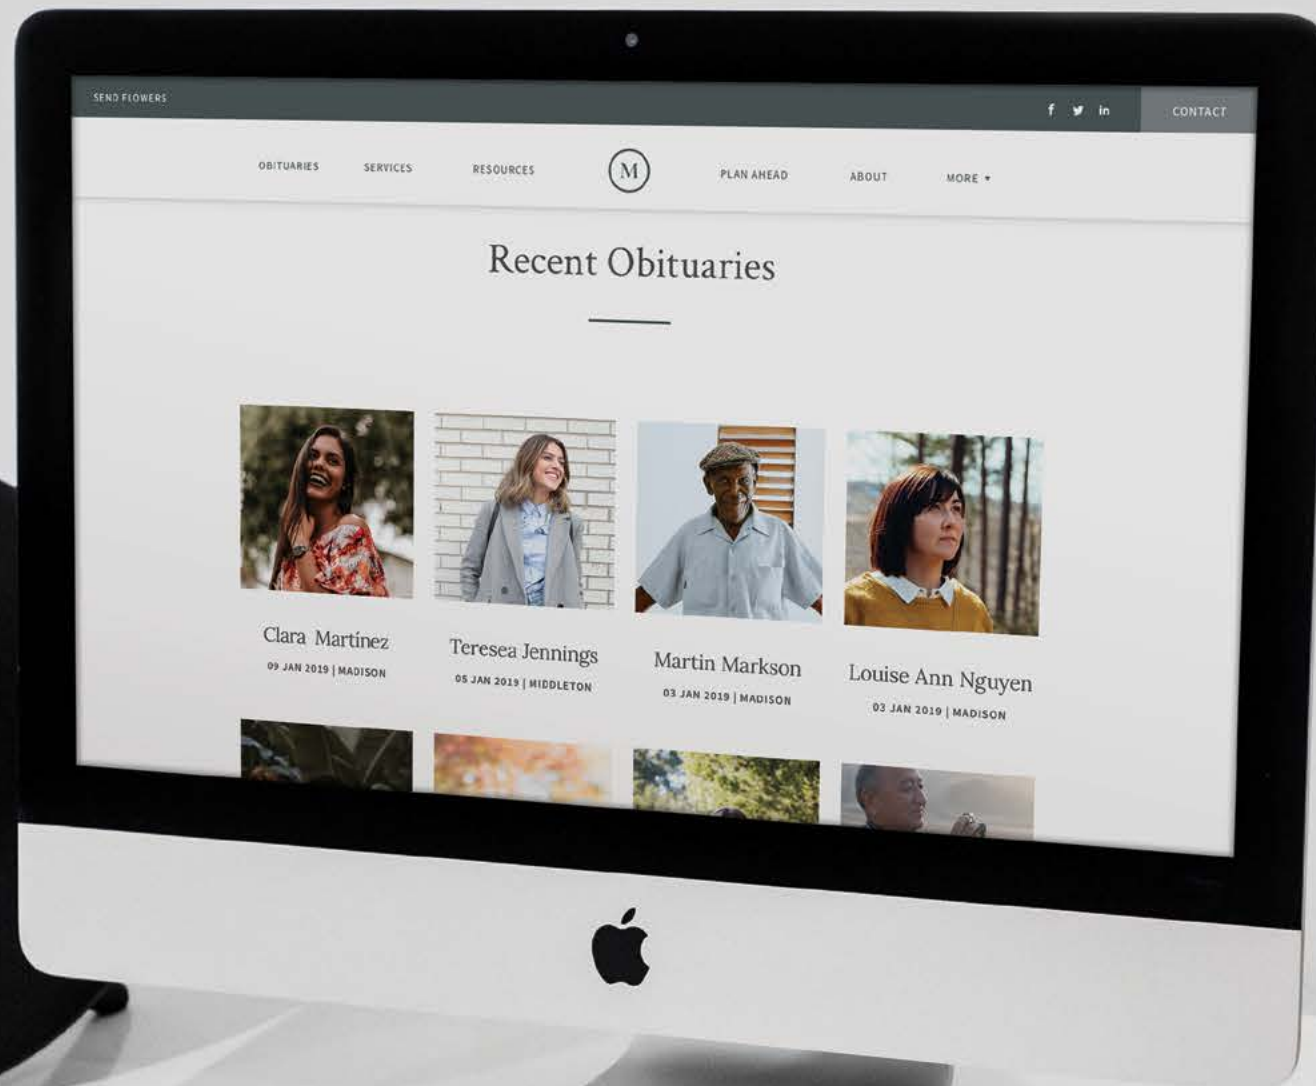 SEND FLOWERS
f in
CONTACT
OBITUARIES SERVICES RESOURCES M PLAN AHEAD ABOUT MORE
Recent Obituaries
Clara Martínez
09 JAN 2019 | MADISON
Teresea Jennings
05 JAN 2019 | MIDDLETON
Martin Markson
03 JAN 2019 | MADISON
Louise Ann Nguyen
03 JAN 2019 | MADISON